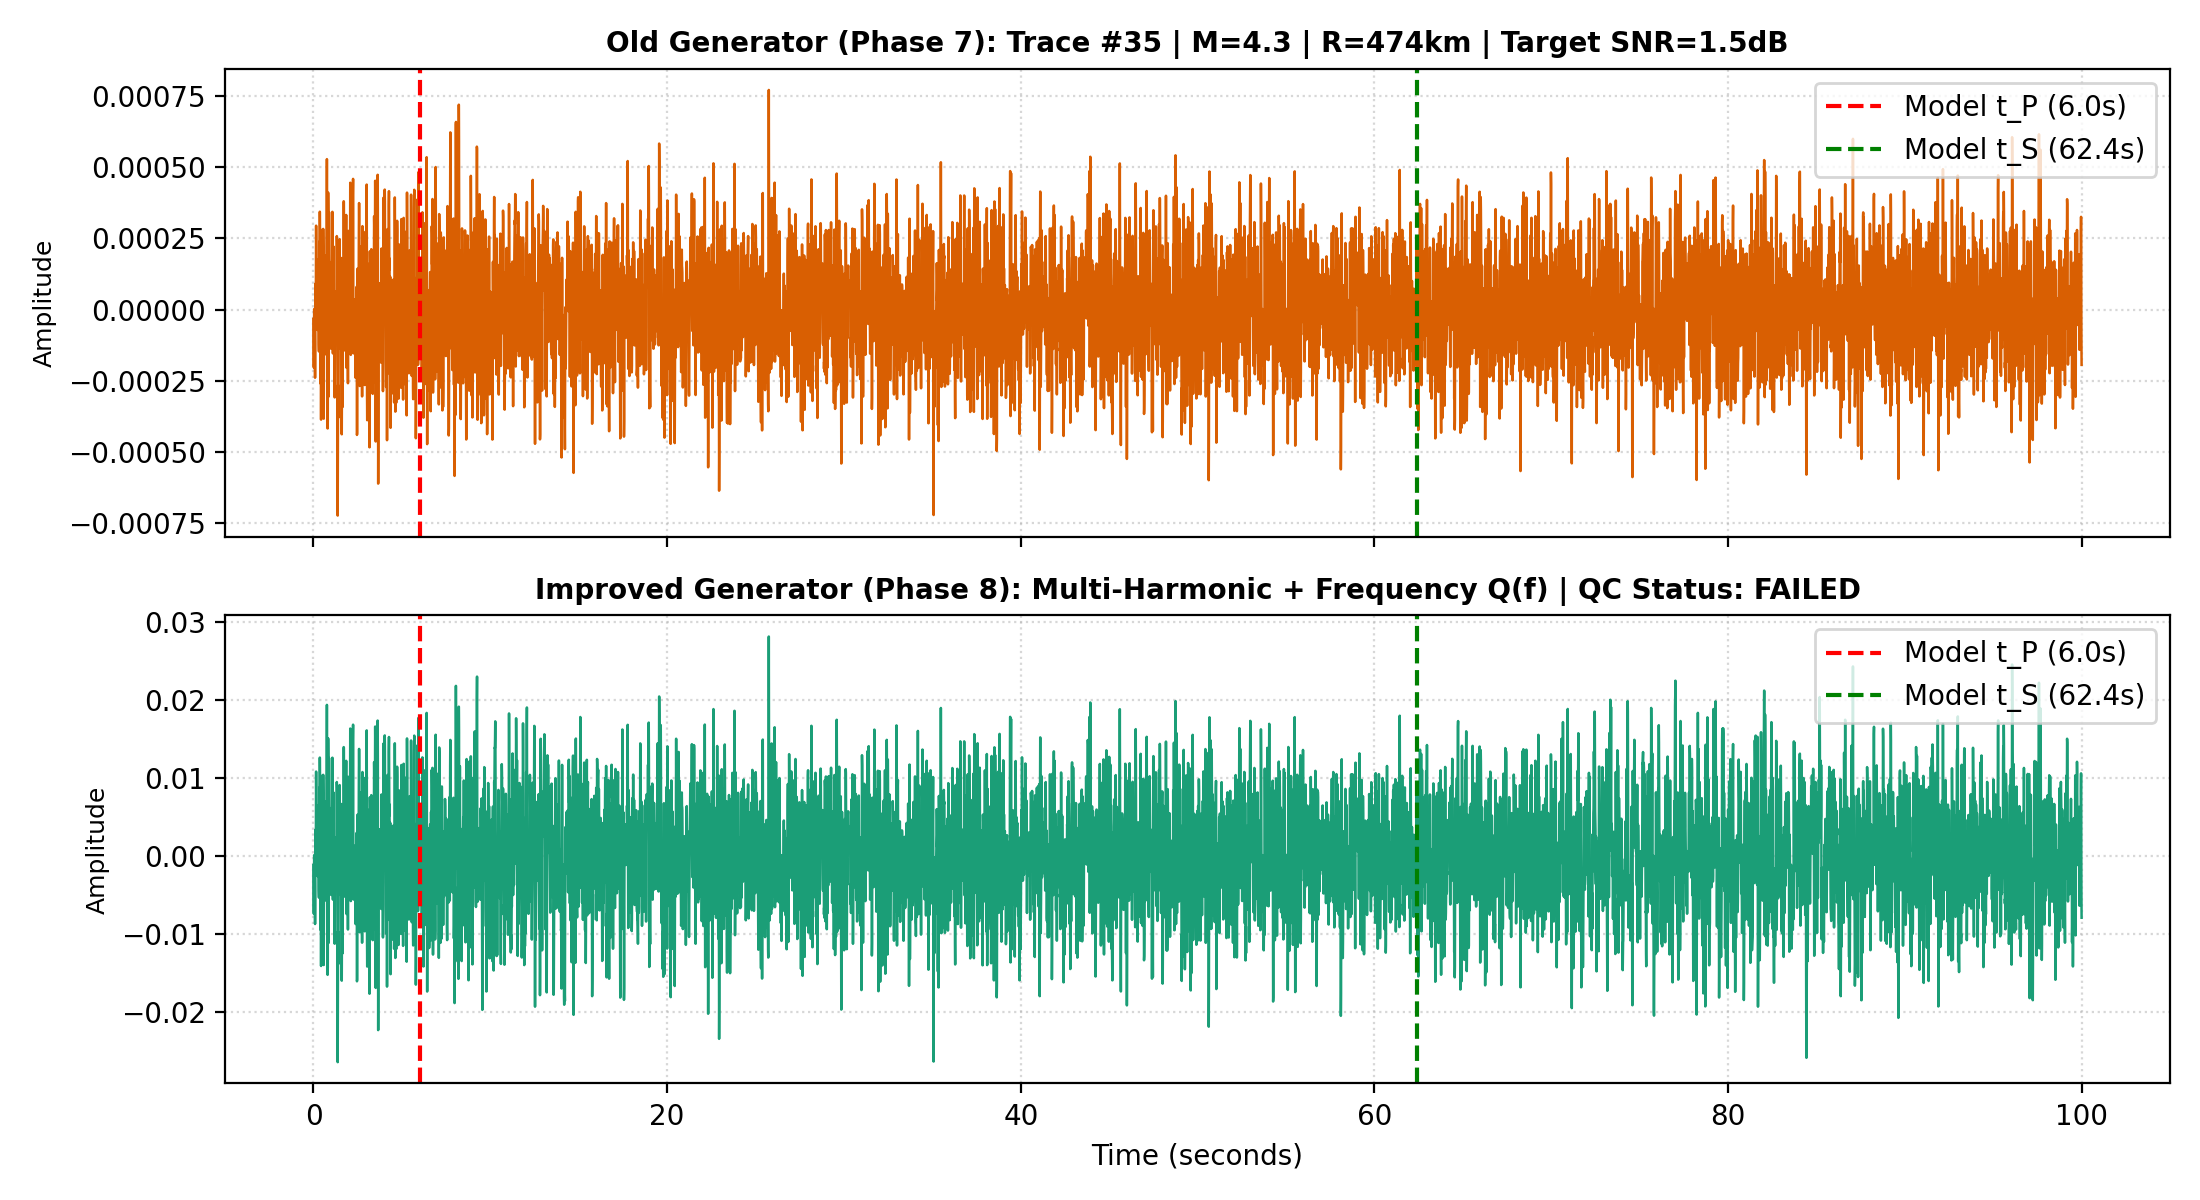 Old Generator (Phase 7): Trace #35 | M=4.3 | R=474km | Target SNR=1.5dB
0.00075
0.00050
0.00025
0.00000
−0.00025
−0.00050
−0.00075
Amplitude
Model t_P (6.0s)
Model t_S (62.4s)
Improved Generator (Phase 8): Multi-Harmonic + Frequency Q(f) | QC Status: FAILED
0.03
0.02
0.01
0.00
−0.01
−0.02
Amplitude
Model t_P (6.0s)
Model t_S (62.4s)
0 20 40 60 80 100
Time (seconds)